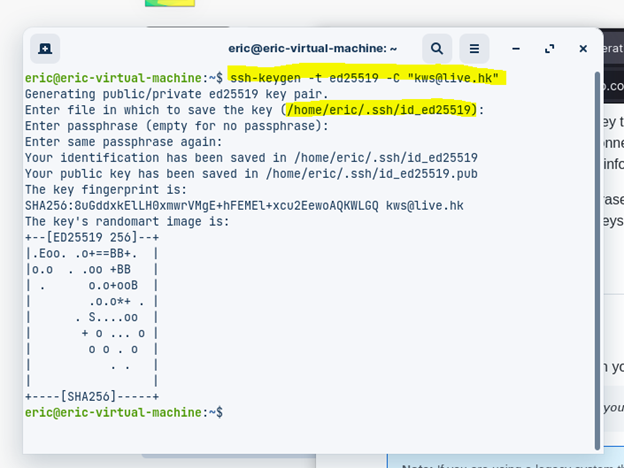 eric@eric-virtual-machine: ~
eric@eric-virtual-machine:~$ ssh-keygen -t ed25519 -C "kws@live.hk"
Generating public/private ed25519 key pair.
Enter file in which to save the key (/home/eric/.ssh/id_ed25519):
Enter passphrase (empty for no passphrase):
Enter same passphrase again:
Your identification has been saved in /home/eric/.ssh/id_ed25519
Your public key has been saved in /home/eric/.ssh/id_ed25519.pub
The key fingerprint is:
SHA256:8uGddxkElLH0xmwrVMgE+hFEMEl+xcu2EewoAQKWLGQ kws@live.hk
The key's randomart image is:
+--[ED25519 256]--+
|.Eoo. .o+==BB+.  |
|o.o  . .oo +BB   |
| .      o.o+ooB  |
|        .o.o*+ . |
|      . S....oo  |
|       + o ... o |
|        o o . o  |
|           . .   |
|                 |
+----[SHA256]-----+
eric@eric-virtual-machine:~$